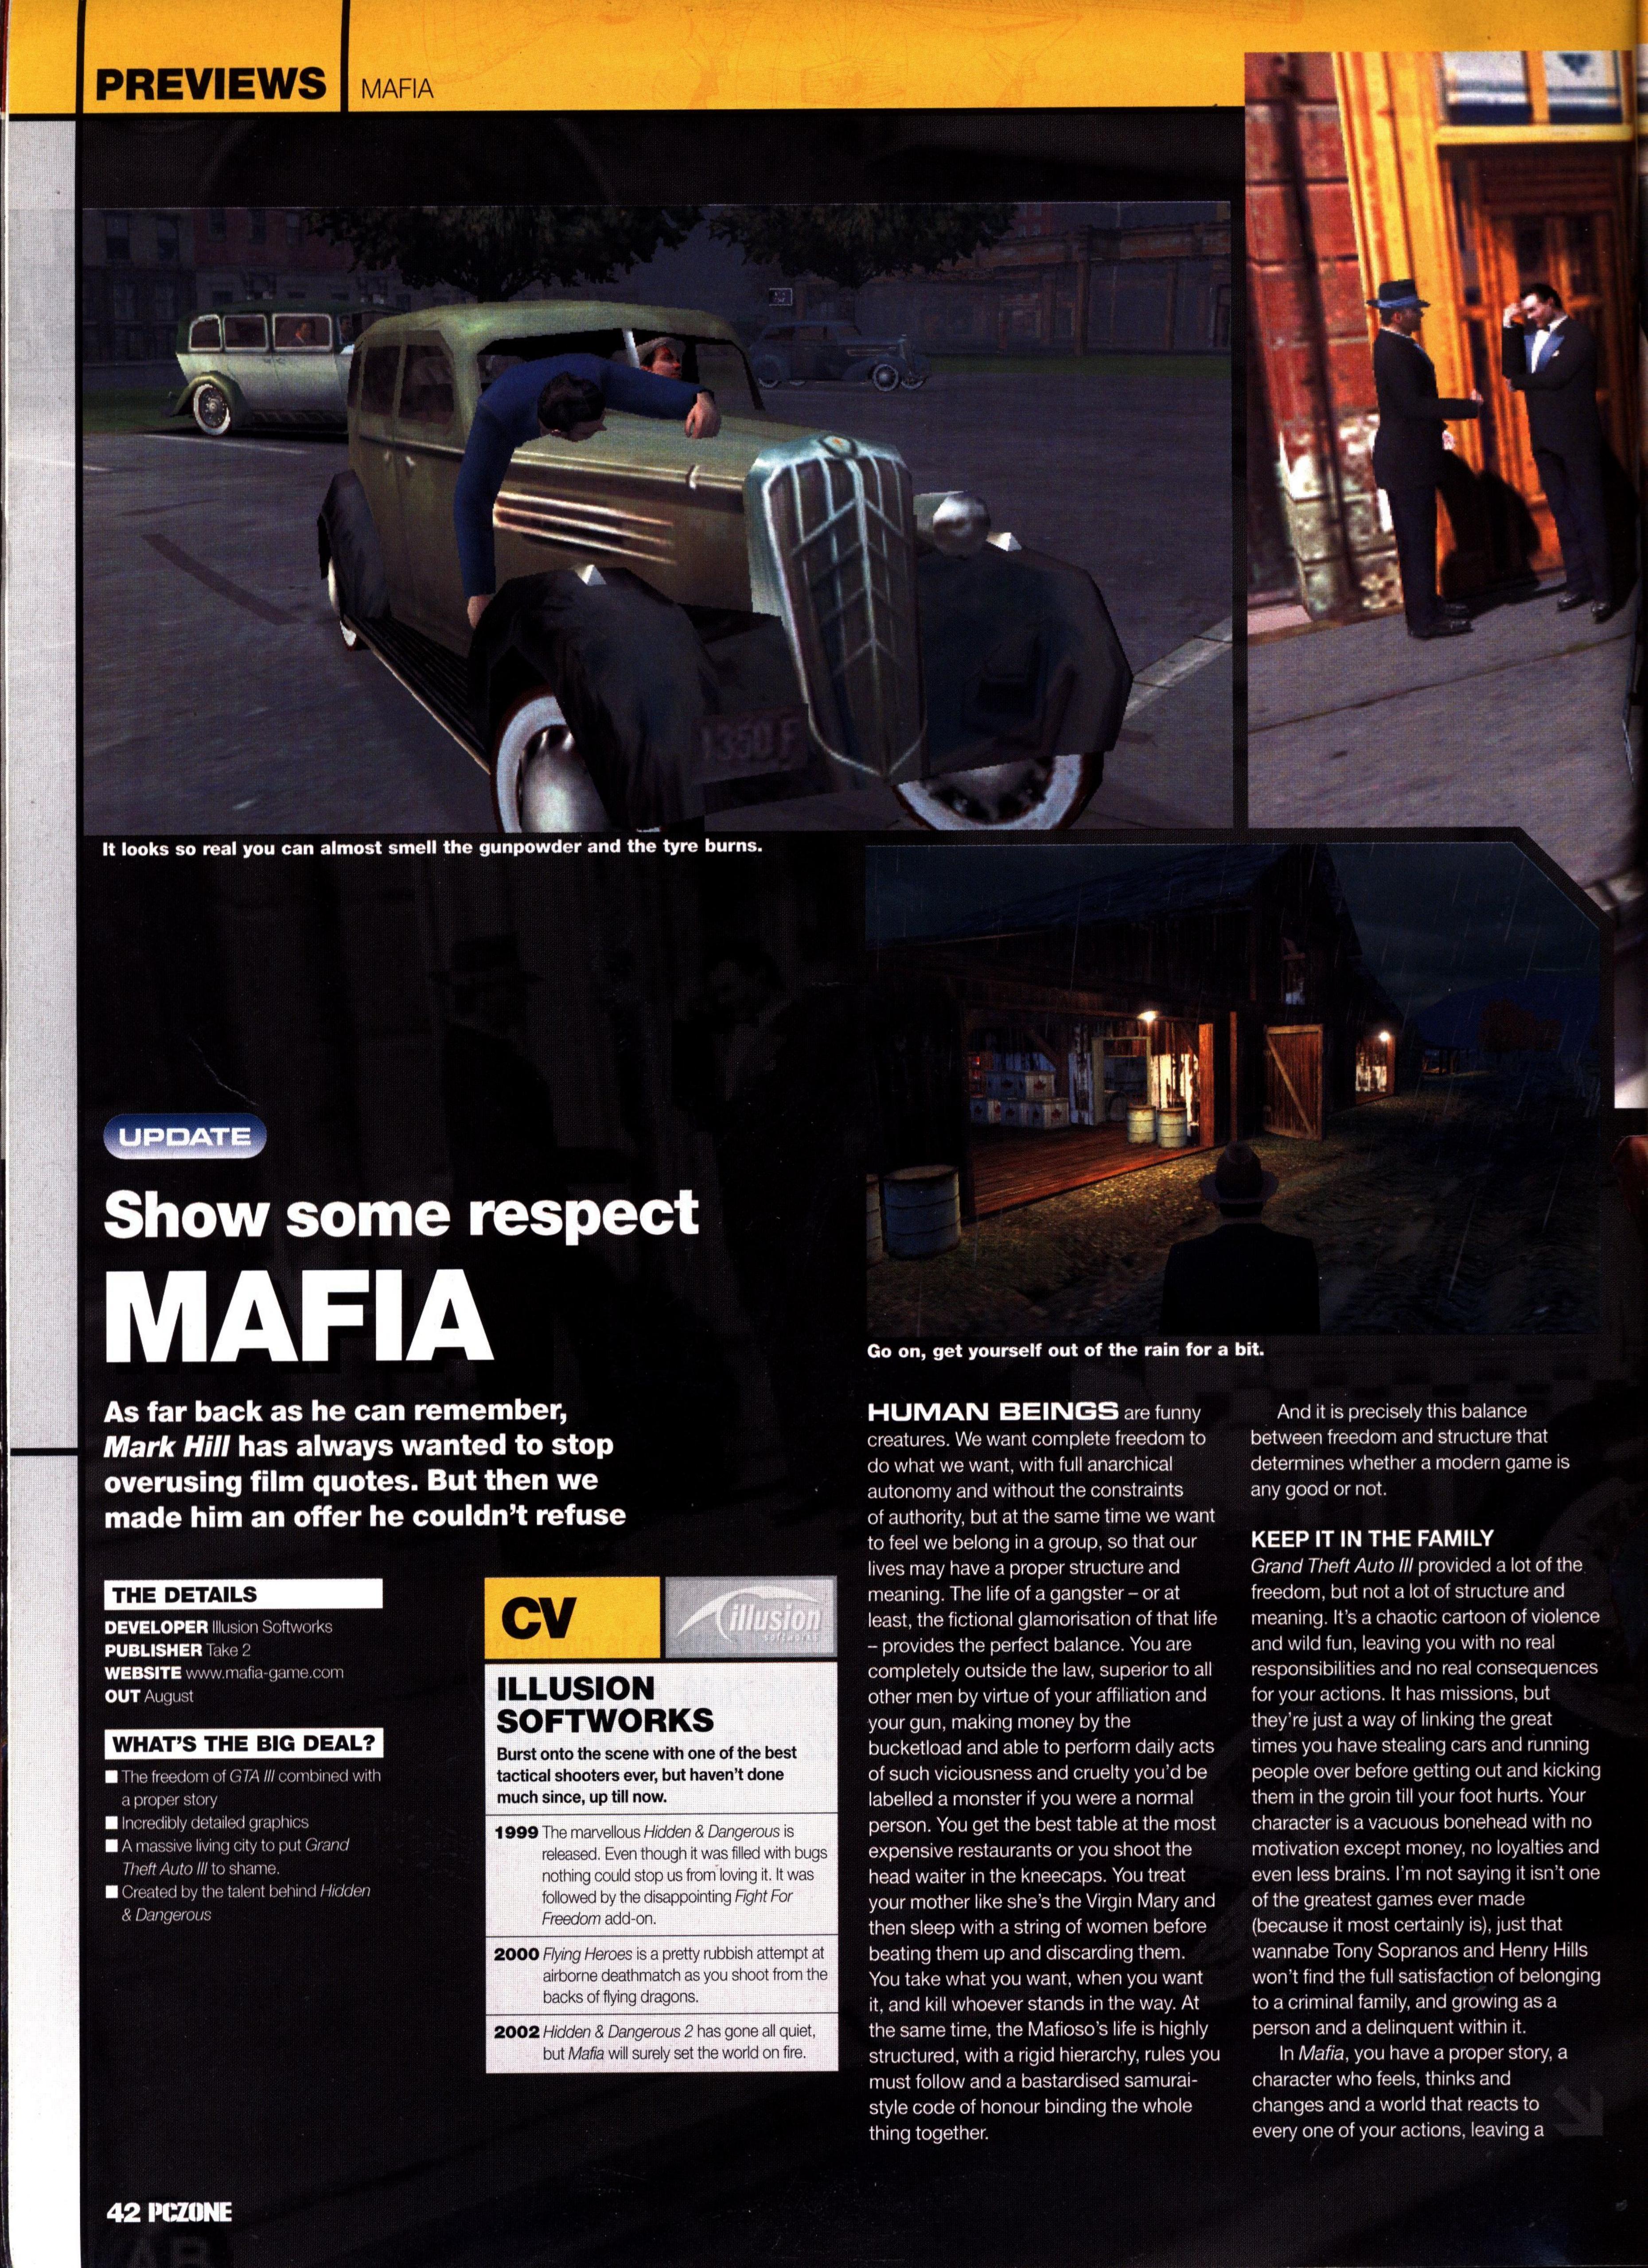 PREVIEWS MAFIA
1350 F
It looks so real you can almost smell the gunpowder and the tyre burns.
Go on, get yourself out of the rain for a bit.
UPDATE
Show some respect
MAFIA
As far back as he can remember,
Mark Hill has always wanted to stop
overusing film quotes. But then we
made him an offer he couldn't refuse
THE DETAILS
DEVELOPER Illusion Softworks
PUBLISHER Take 2
WEBSITE www.mafia-game.com
OUT August
WHAT'S THE BIG DEAL?
■ The freedom of GTA III combined with
a proper story
■ Incredibly detailed graphics
■ A massive living city to put Grand
Theft Auto III to shame.
■ Created by the talent behind Hidden
& Dangerous
CV
illusion
softworks
ILLUSION
SOFTWORKS
Burst onto the scene with one of the best
tactical shooters ever, but haven't done
much since, up till now.
1999 The marvellous Hidden & Dangerous is
released. Even though it was filled with bugs
nothing could stop us from loving it. It was
followed by the disappointing Fight For
Freedom add-on.
2000 Flying Heroes is a pretty rubbish attempt at
airborne deathmatch as you shoot from the
backs of flying dragons.
2002 Hidden & Dangerous 2 has gone all quiet,
but Mafia will surely set the world on fire.
HUMAN BEINGS are funny
creatures. We want complete freedom to
do what we want, with full anarchical
autonomy and without the constraints
of authority, but at the same time we want
to feel we belong in a group, so that our
lives may have a proper structure and
meaning. The life of a gangster – or at
least, the fictional glamorisation of that life
– provides the perfect balance. You are
completely outside the law, superior to all
other men by virtue of your affiliation and
your gun, making money by the
bucketload and able to perform daily acts
of such viciousness and cruelty you'd be
labelled a monster if you were a normal
person. You get the best table at the most
expensive restaurants or you shoot the
head waiter in the kneecaps. You treat
your mother like she's the Virgin Mary and
then sleep with a string of women before
beating them up and discarding them.
You take what you want, when you want
it, and kill whoever stands in the way. At
the same time, the Mafioso's life is highly
structured, with a rigid hierarchy, rules you
must follow and a bastardised samurai-
style code of honour binding the whole
thing together.
And it is precisely this balance
between freedom and structure that
determines whether a modern game is
any good or not.
KEEP IT IN THE FAMILY
Grand Theft Auto III provided a lot of the
freedom, but not a lot of structure and
meaning. It's a chaotic cartoon of violence
and wild fun, leaving you with no real
responsibilities and no real consequences
for your actions. It has missions, but
they're just a way of linking the great
times you have stealing cars and running
people over before getting out and kicking
them in the groin till your foot hurts. Your
character is a vacuous bonehead with no
motivation except money, no loyalties and
even less brains. I'm not saying it isn't one
of the greatest games ever made
(because it most certainly is), just that
wannabe Tony Sopranos and Henry Hills
won't find the full satisfaction of belonging
to a criminal family, and growing as a
person and a delinquent within it.
In Mafia, you have a proper story, a
character who feels, thinks and
changes and a world that reacts to
every one of your actions, leaving a
42 PCZONE